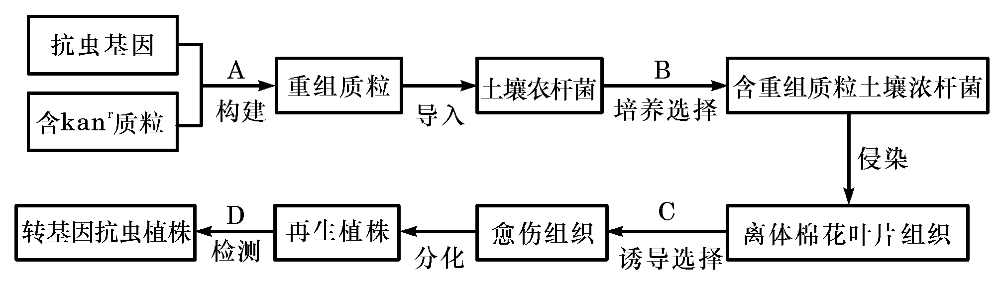 抗虫基因
含kanʳ质粒
A
构建
重组质粒
导入
土壤农杆菌
B
培养选择
含重组质粒土壤浓杆菌
侵染
离体棉花叶片组织
C
诱导选择
愈伤组织
分化
再生植株
D
检测
转基因抗虫植株